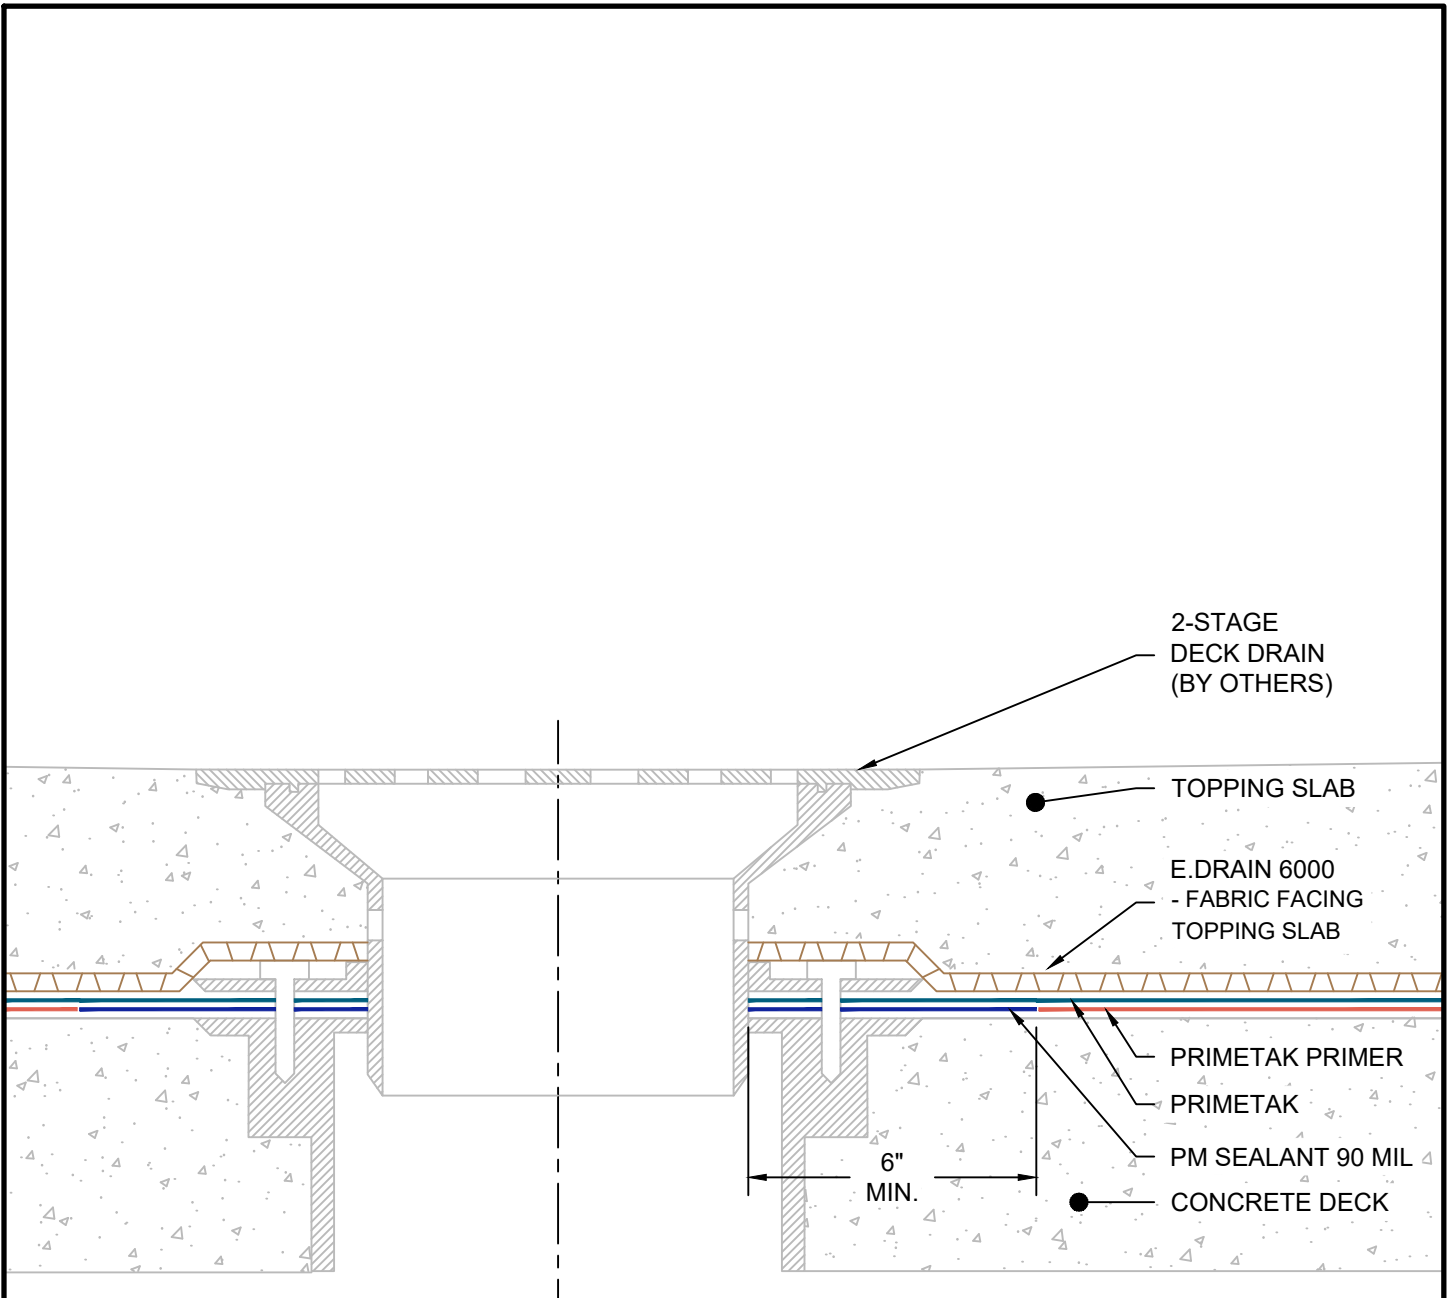 2-STAGE
DECK DRAIN
(BY OTHERS)
TOPPING SLAB
E.DRAIN 6000
- FABRIC FACING
TOPPING SLAB
PRIMETAK PRIMER
PRIMETAK
PM SEALANT 90 MIL
CONCRETE DECK
6"
MIN.